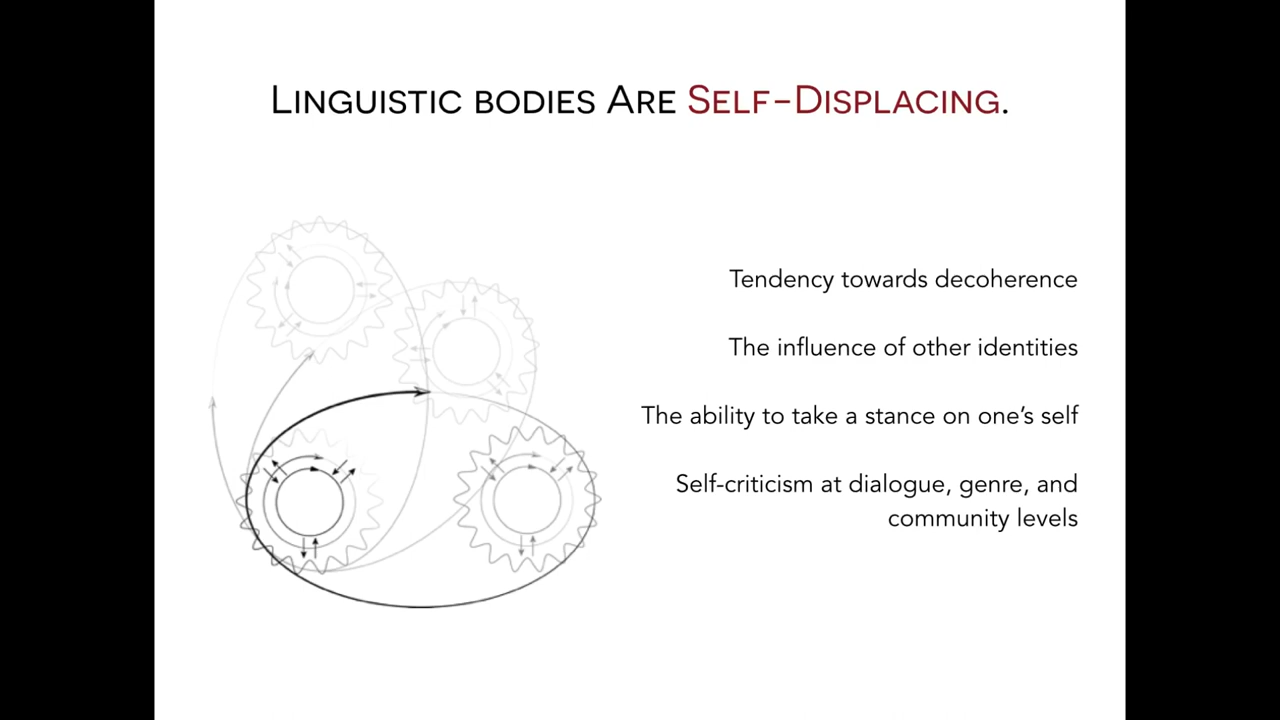 Linguistic bodies Are Self-Displacing.
Tendency towards decoherence
The influence of other identities
The ability to take a stance on one’s self
Self-criticism at dialogue, genre, and
community levels